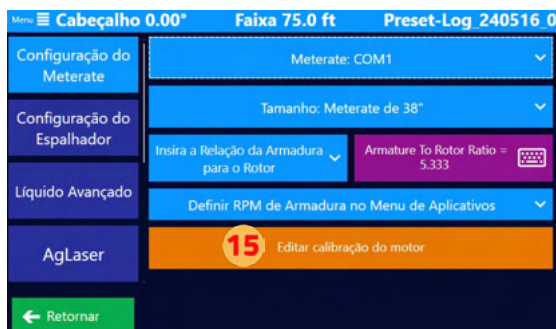 Menu ☰ Cabeçalho 0.00° Faixa 75.0 ft Preset-Log_240516_0
Configuração do
Meterate
Meterate: COM1
Configuração do
Espalhador
Tamanho: Meterate de 38"
Insira a Relação da Armadura
para o Rotor
Armature To Rotor Ratio =
5.333
Líquido Avançado
Definir RPM de Armadura no Menu de Aplicativos
AgLaser
15 Editar calibração do motor
← Retornar